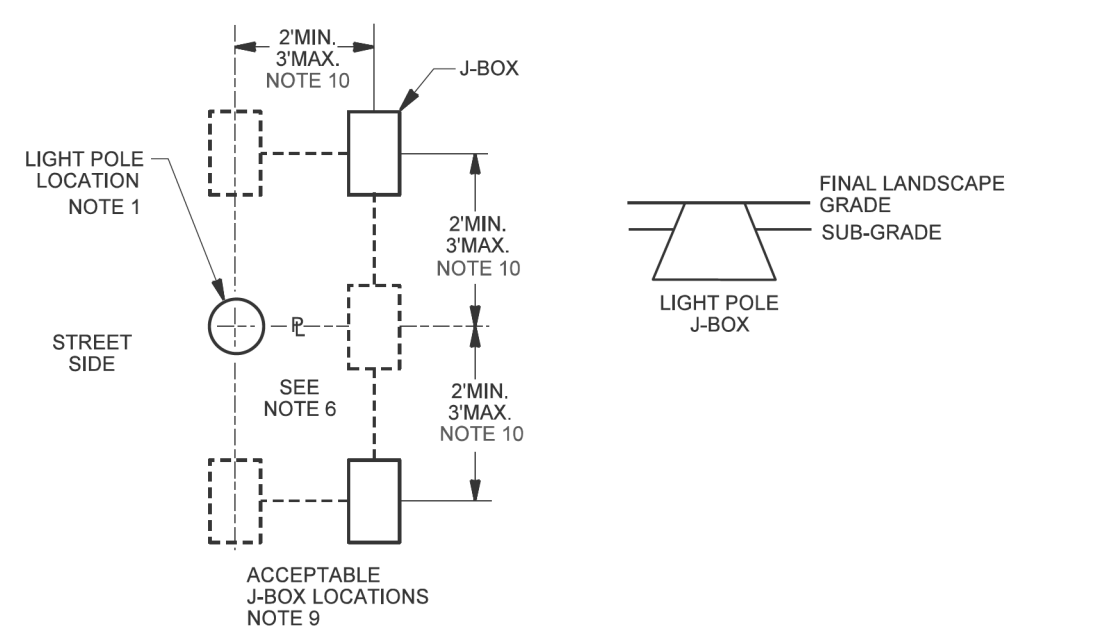 2'MIN.
3'MAX.
NOTE 10
J-BOX
LIGHT POLE
LOCATION
NOTE 1
2'MIN.
3'MAX.
NOTE 10
PL
STREET
SIDE
SEE
NOTE 6
2'MIN.
3'MAX.
NOTE 10
ACCEPTABLE
J-BOX LOCATIONS
NOTE 9
FINAL LANDSCAPE
GRADE
SUB-GRADE
LIGHT POLE
J-BOX